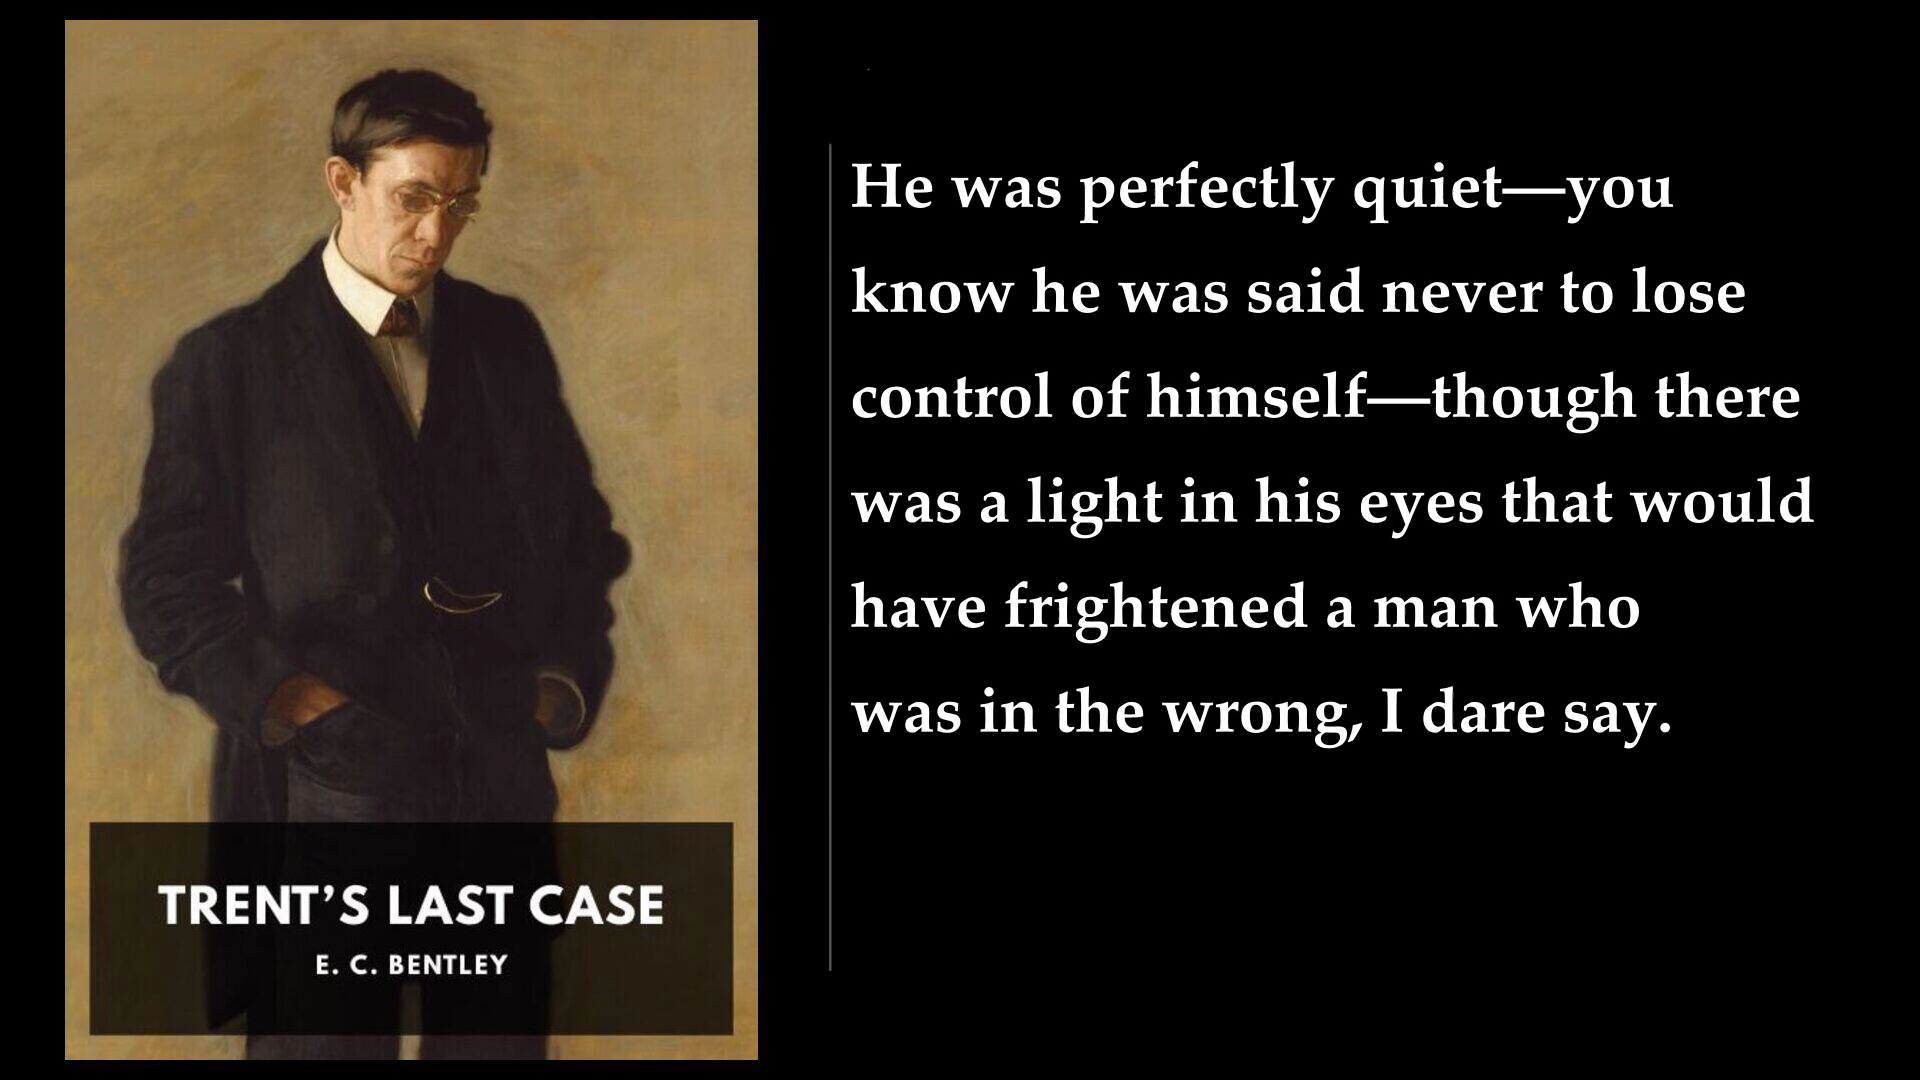 He was perfectly quiet—you
know he was said never to lose
control of himself—though there
was a light in his eyes that would
have frightened a man who
was in the wrong, I dare say.
TRENT’S LAST CASE
E. C. BENTLEY